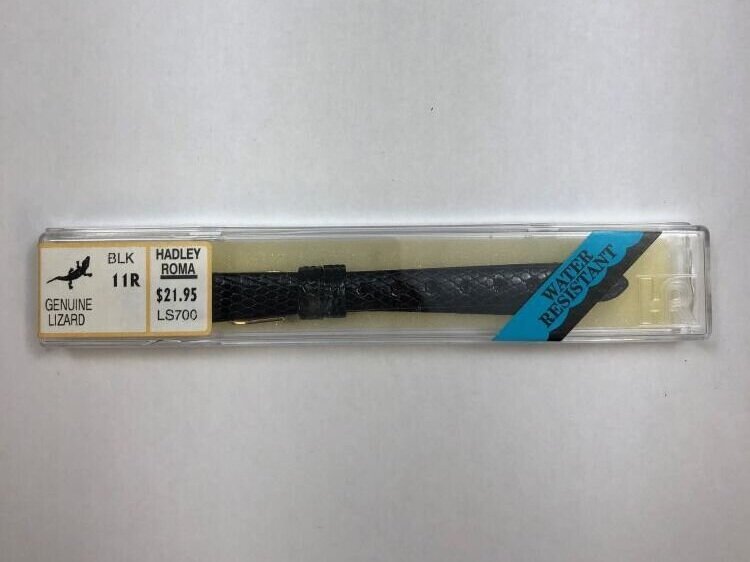 BLK
11R
GENUINE
LIZARD
HADLEY
ROMA
$21.95
LS700
WATER
RESISTANT